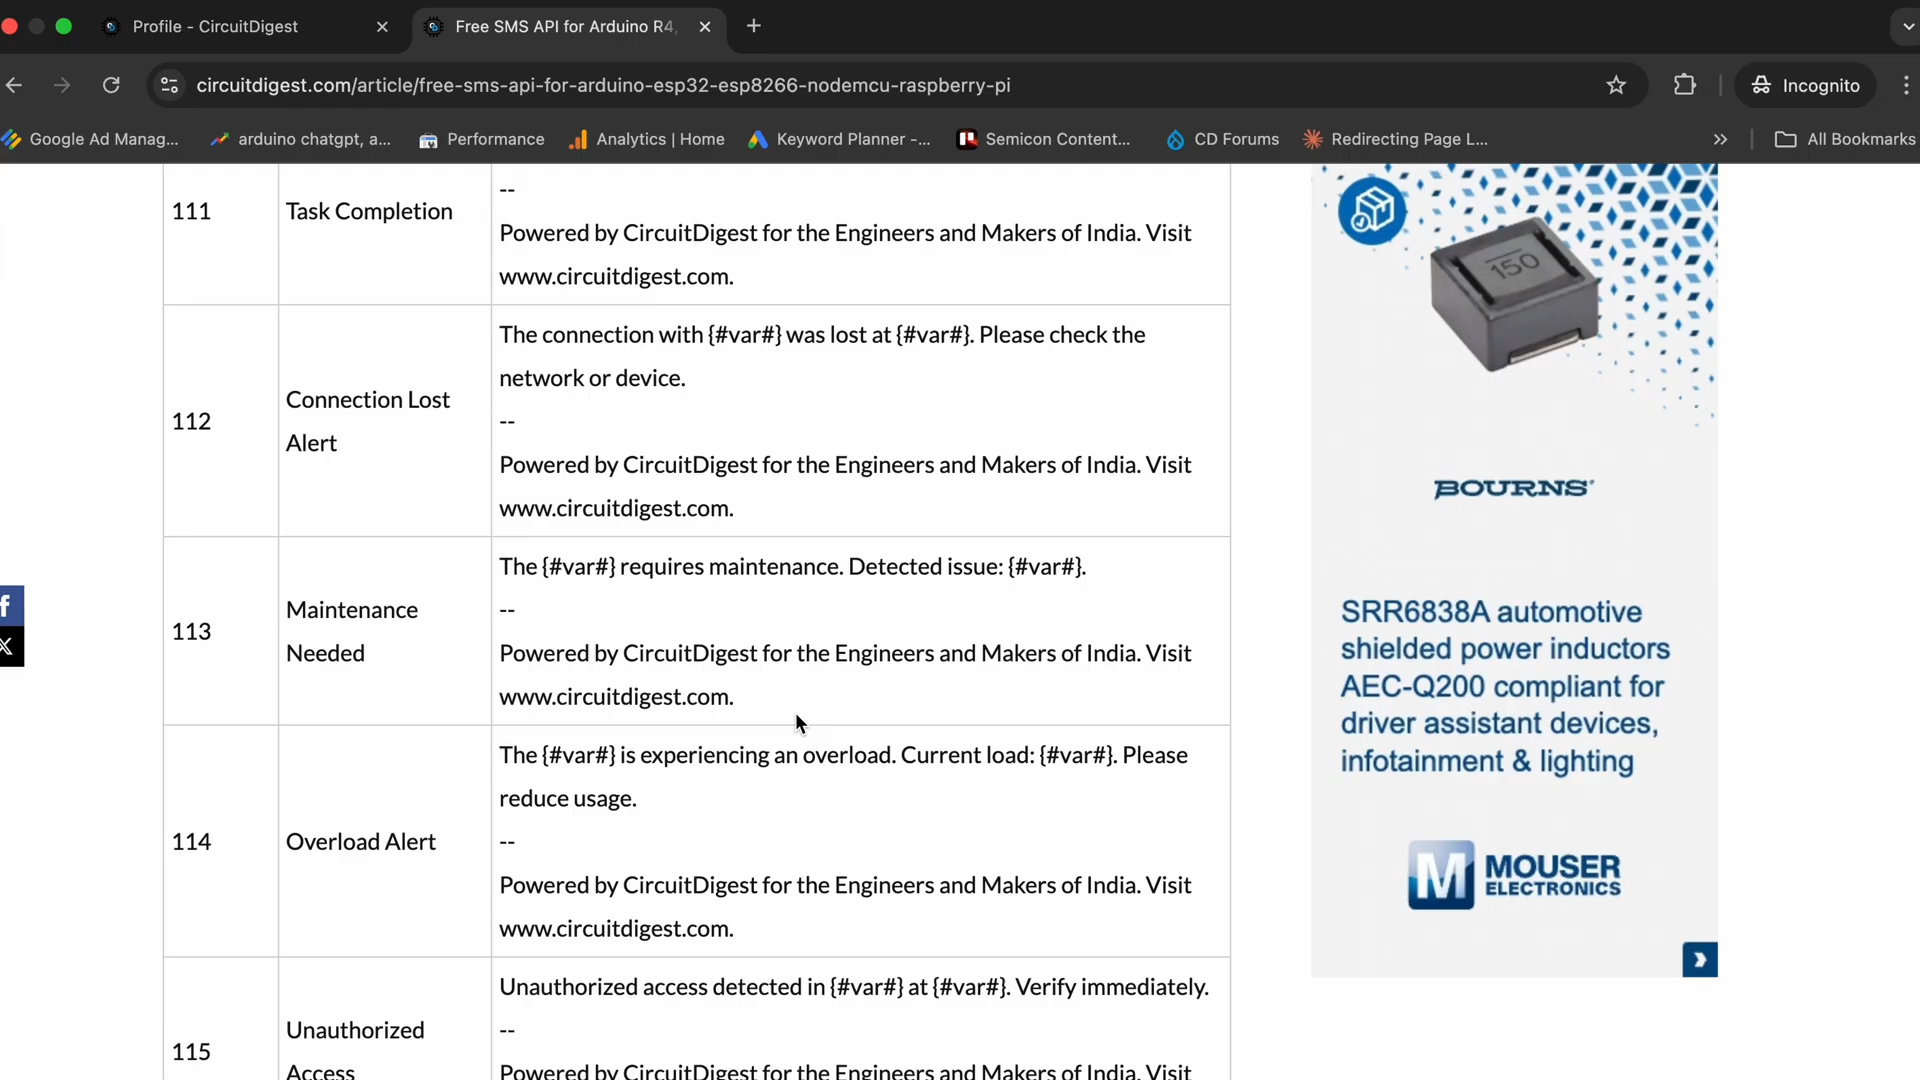 Profile - CircuitDigest
Free SMS API for Arduino R4,
circuitdigest.com/article/free-sms-api-for-arduino-esp32-esp8266-nodemcu-raspberry-pi
Incognito
Google Ad Manag...
arduino chatgpt, a...
Performance
Analytics | Home
Keyword Planner -...
Semicon Content...
CD Forums
Redirecting Page L...
All Bookmarks
111
Task Completion
--
Powered by CircuitDigest for the Engineers and Makers of India. Visit
www.circuitdigest.com.
112
Connection Lost
Alert
The connection with {#var#} was lost at {#var#}. Please check the
network or device.
--
Powered by CircuitDigest for the Engineers and Makers of India. Visit
www.circuitdigest.com.
113
Maintenance
Needed
The {#var#} requires maintenance. Detected issue: {#var#}.
--
Powered by CircuitDigest for the Engineers and Makers of India. Visit
www.circuitdigest.com.
114
Overload Alert
The {#var#} is experiencing an overload. Current load: {#var#}. Please
reduce usage.
--
Powered by CircuitDigest for the Engineers and Makers of India. Visit
www.circuitdigest.com.
115
Unauthorized
Access
Unauthorized access detected in {#var#} at {#var#}. Verify immediately.
--
Powered by CircuitDigest for the Engineers and Makers of India. Visit
150
BOURNS
SRR6838A automotive
shielded power inductors
AEC-Q200 compliant for
driver assistant devices,
infotainment & lighting
M MOUSER
ELECTRONICS